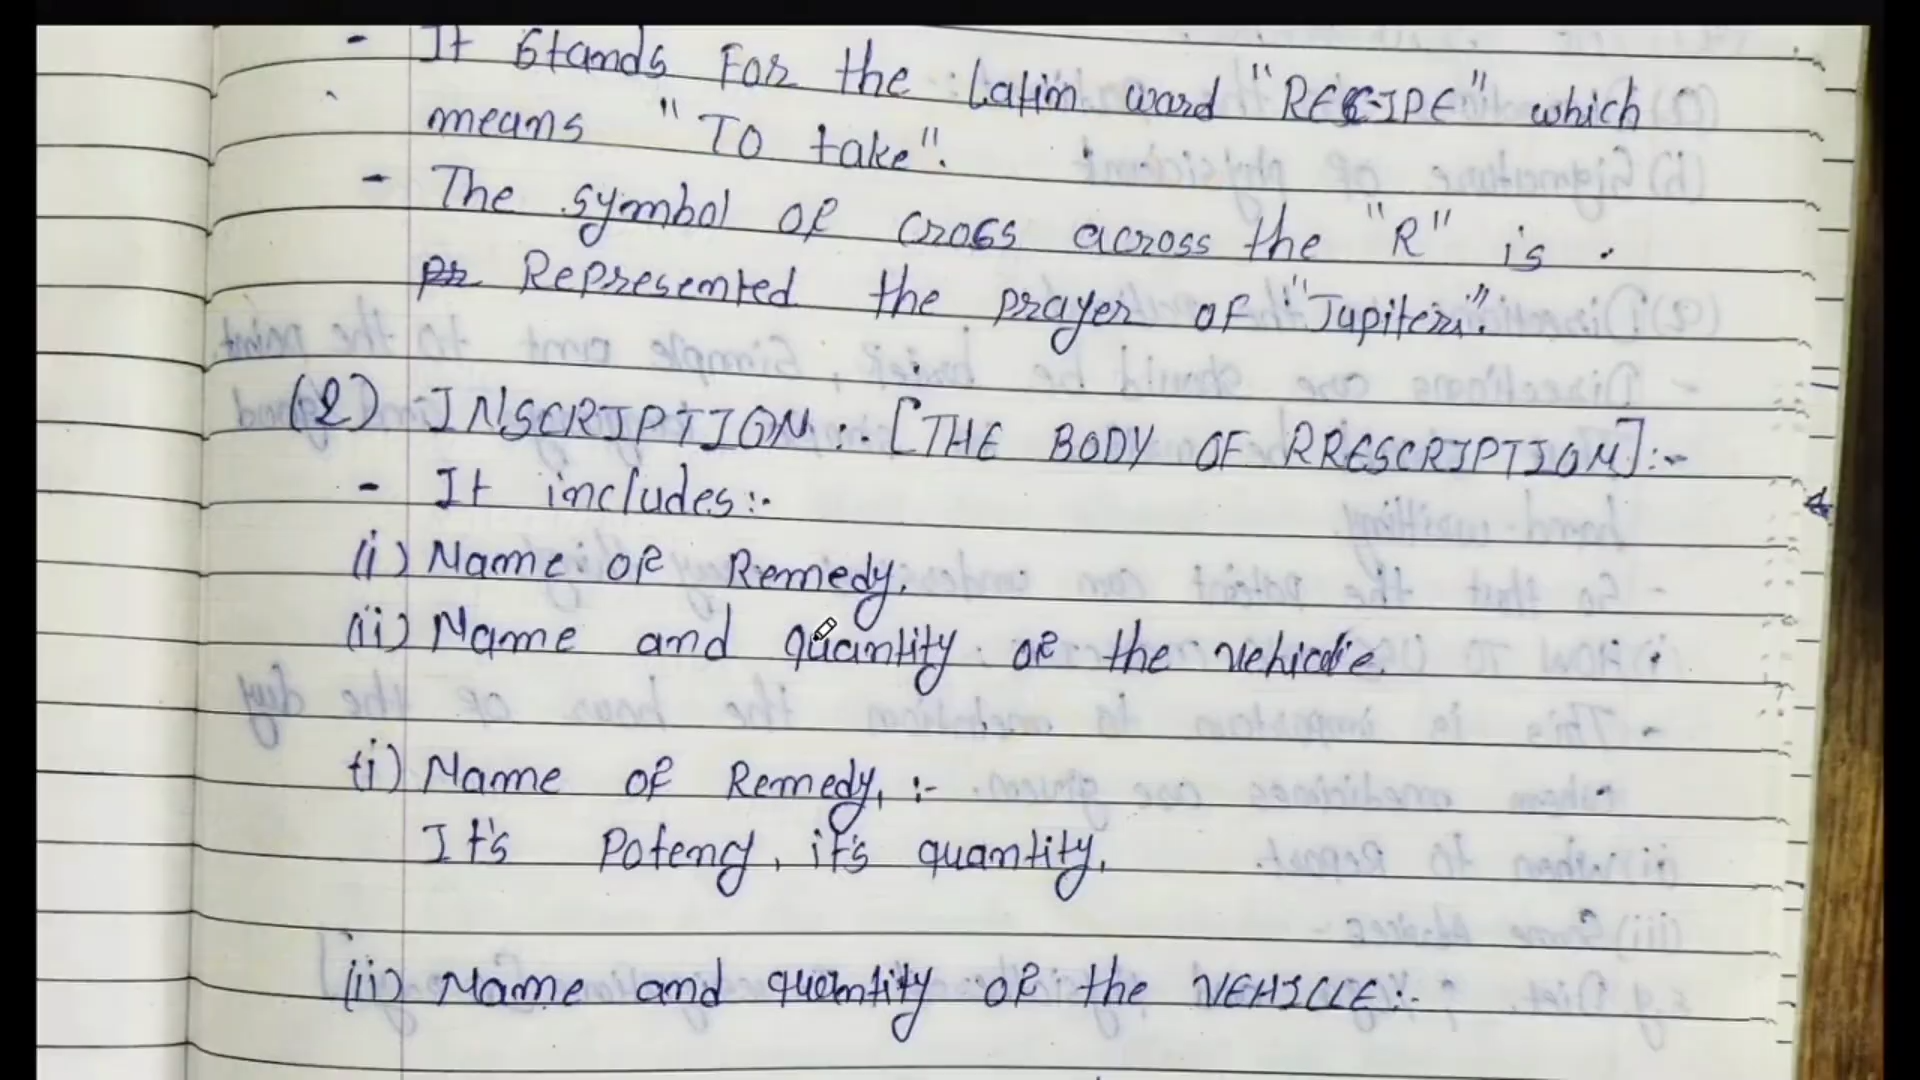 - It stands For the Latin word "RECIPE" which
means "To take".
- The symbol of cross across the "R" is
Represented the prayer of "Jupiter".
(2) INSCRIPTION :- [THE BODY OF RRESCRIPTION] :-
- It includes :-
(i) Name of Remedy.
(ii) Name and quantity of the vehicle.
(i) Name of Remedy, :-
It's Potency, it's quantity,
(ii) Name and quantity of the VEHICLE :-